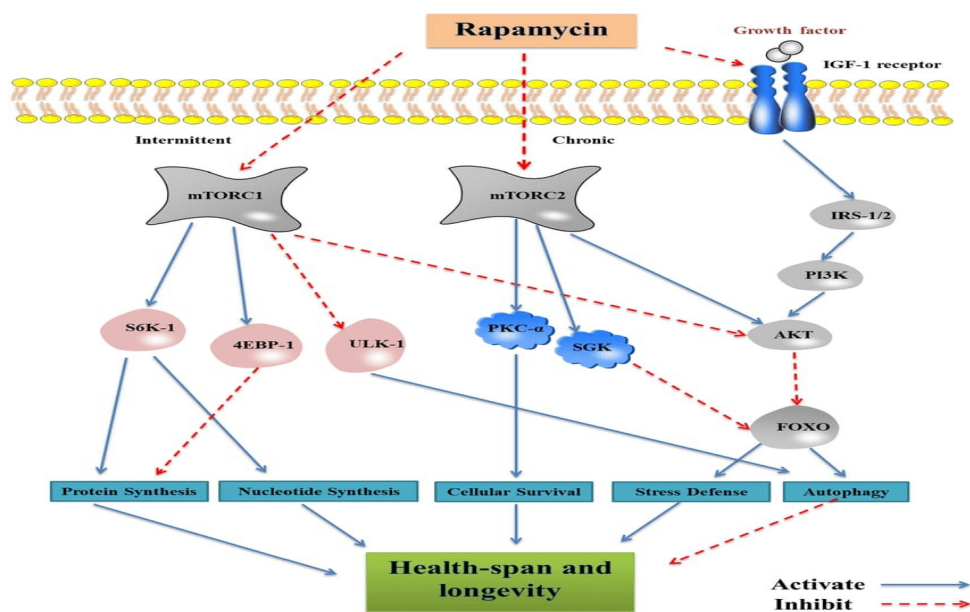 Rapamycin
Growth factor
IGF-1 receptor
Intermittent
Chronic
mTORC1
mTORC2
IRS-1/2
PI3K
S6K-1
4EBP-1
ULK-1
PKC-α
SGK
AKT
FOXO
Protein Synthesis
Nucleotide Synthesis
Cellular Survival
Stress Defense
Autophagy
Health-span and
longevity
Activate
Inhibit